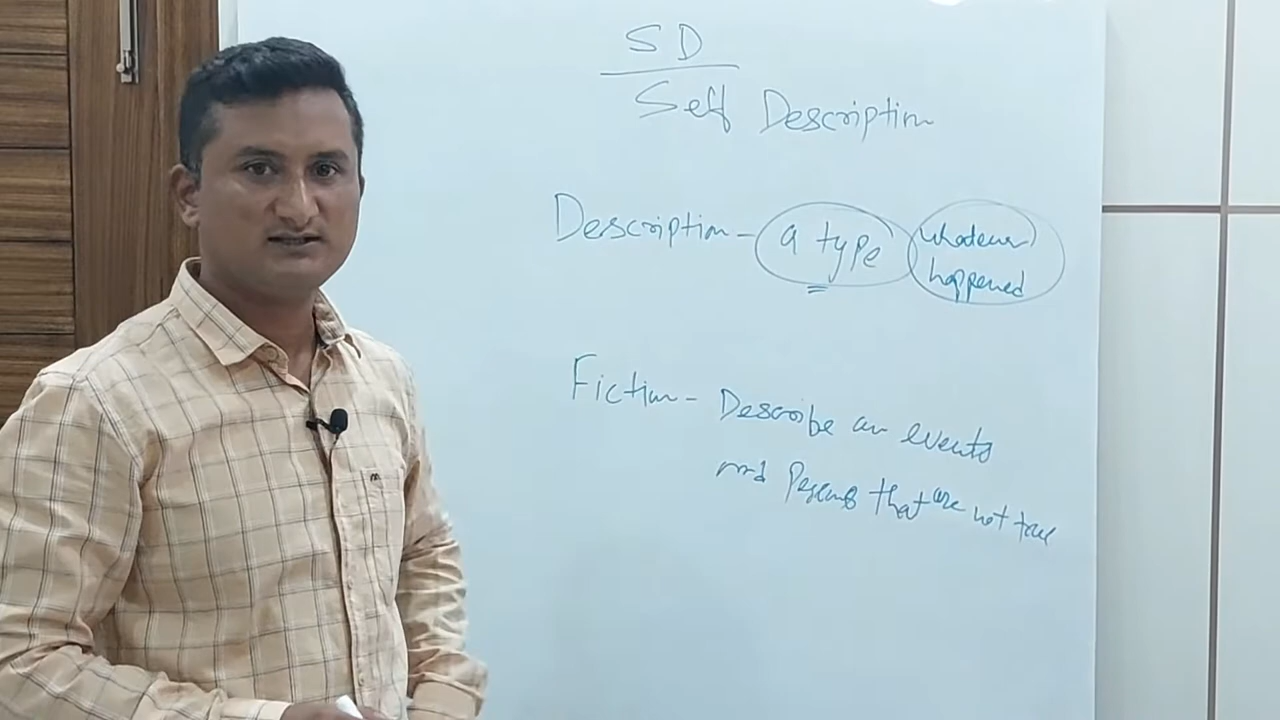 SD
Self Description
Description - a type whatever happened
Fiction - Describe an events
and Persons that are not true